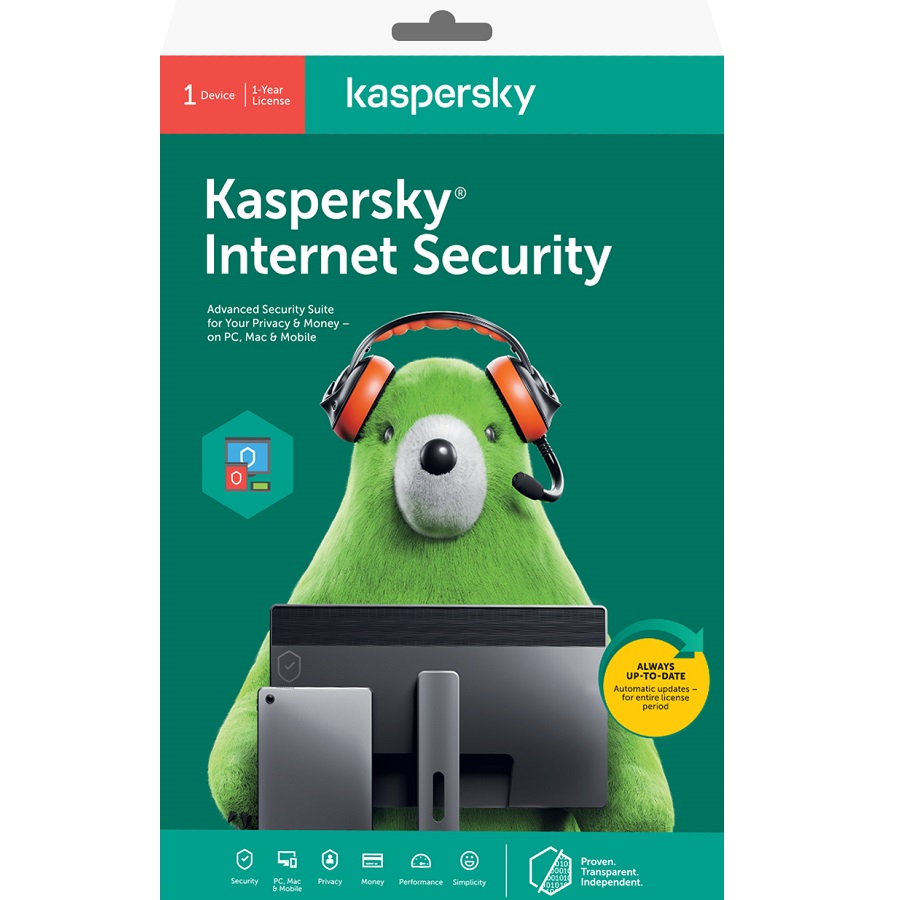 1 Device
1-Year
License
kaspersky
Kaspersky®
Internet Security
Advanced Security Suite
for Your Privacy & Money –
on PC, Mac & Mobile
ALWAYS
UP-TO-DATE
Automatic updates –
for entire license
period
Security
PC, Mac
& Mobile
Privacy
Money
Performance
Simplicity
Proven.
Transparent.
Independent.